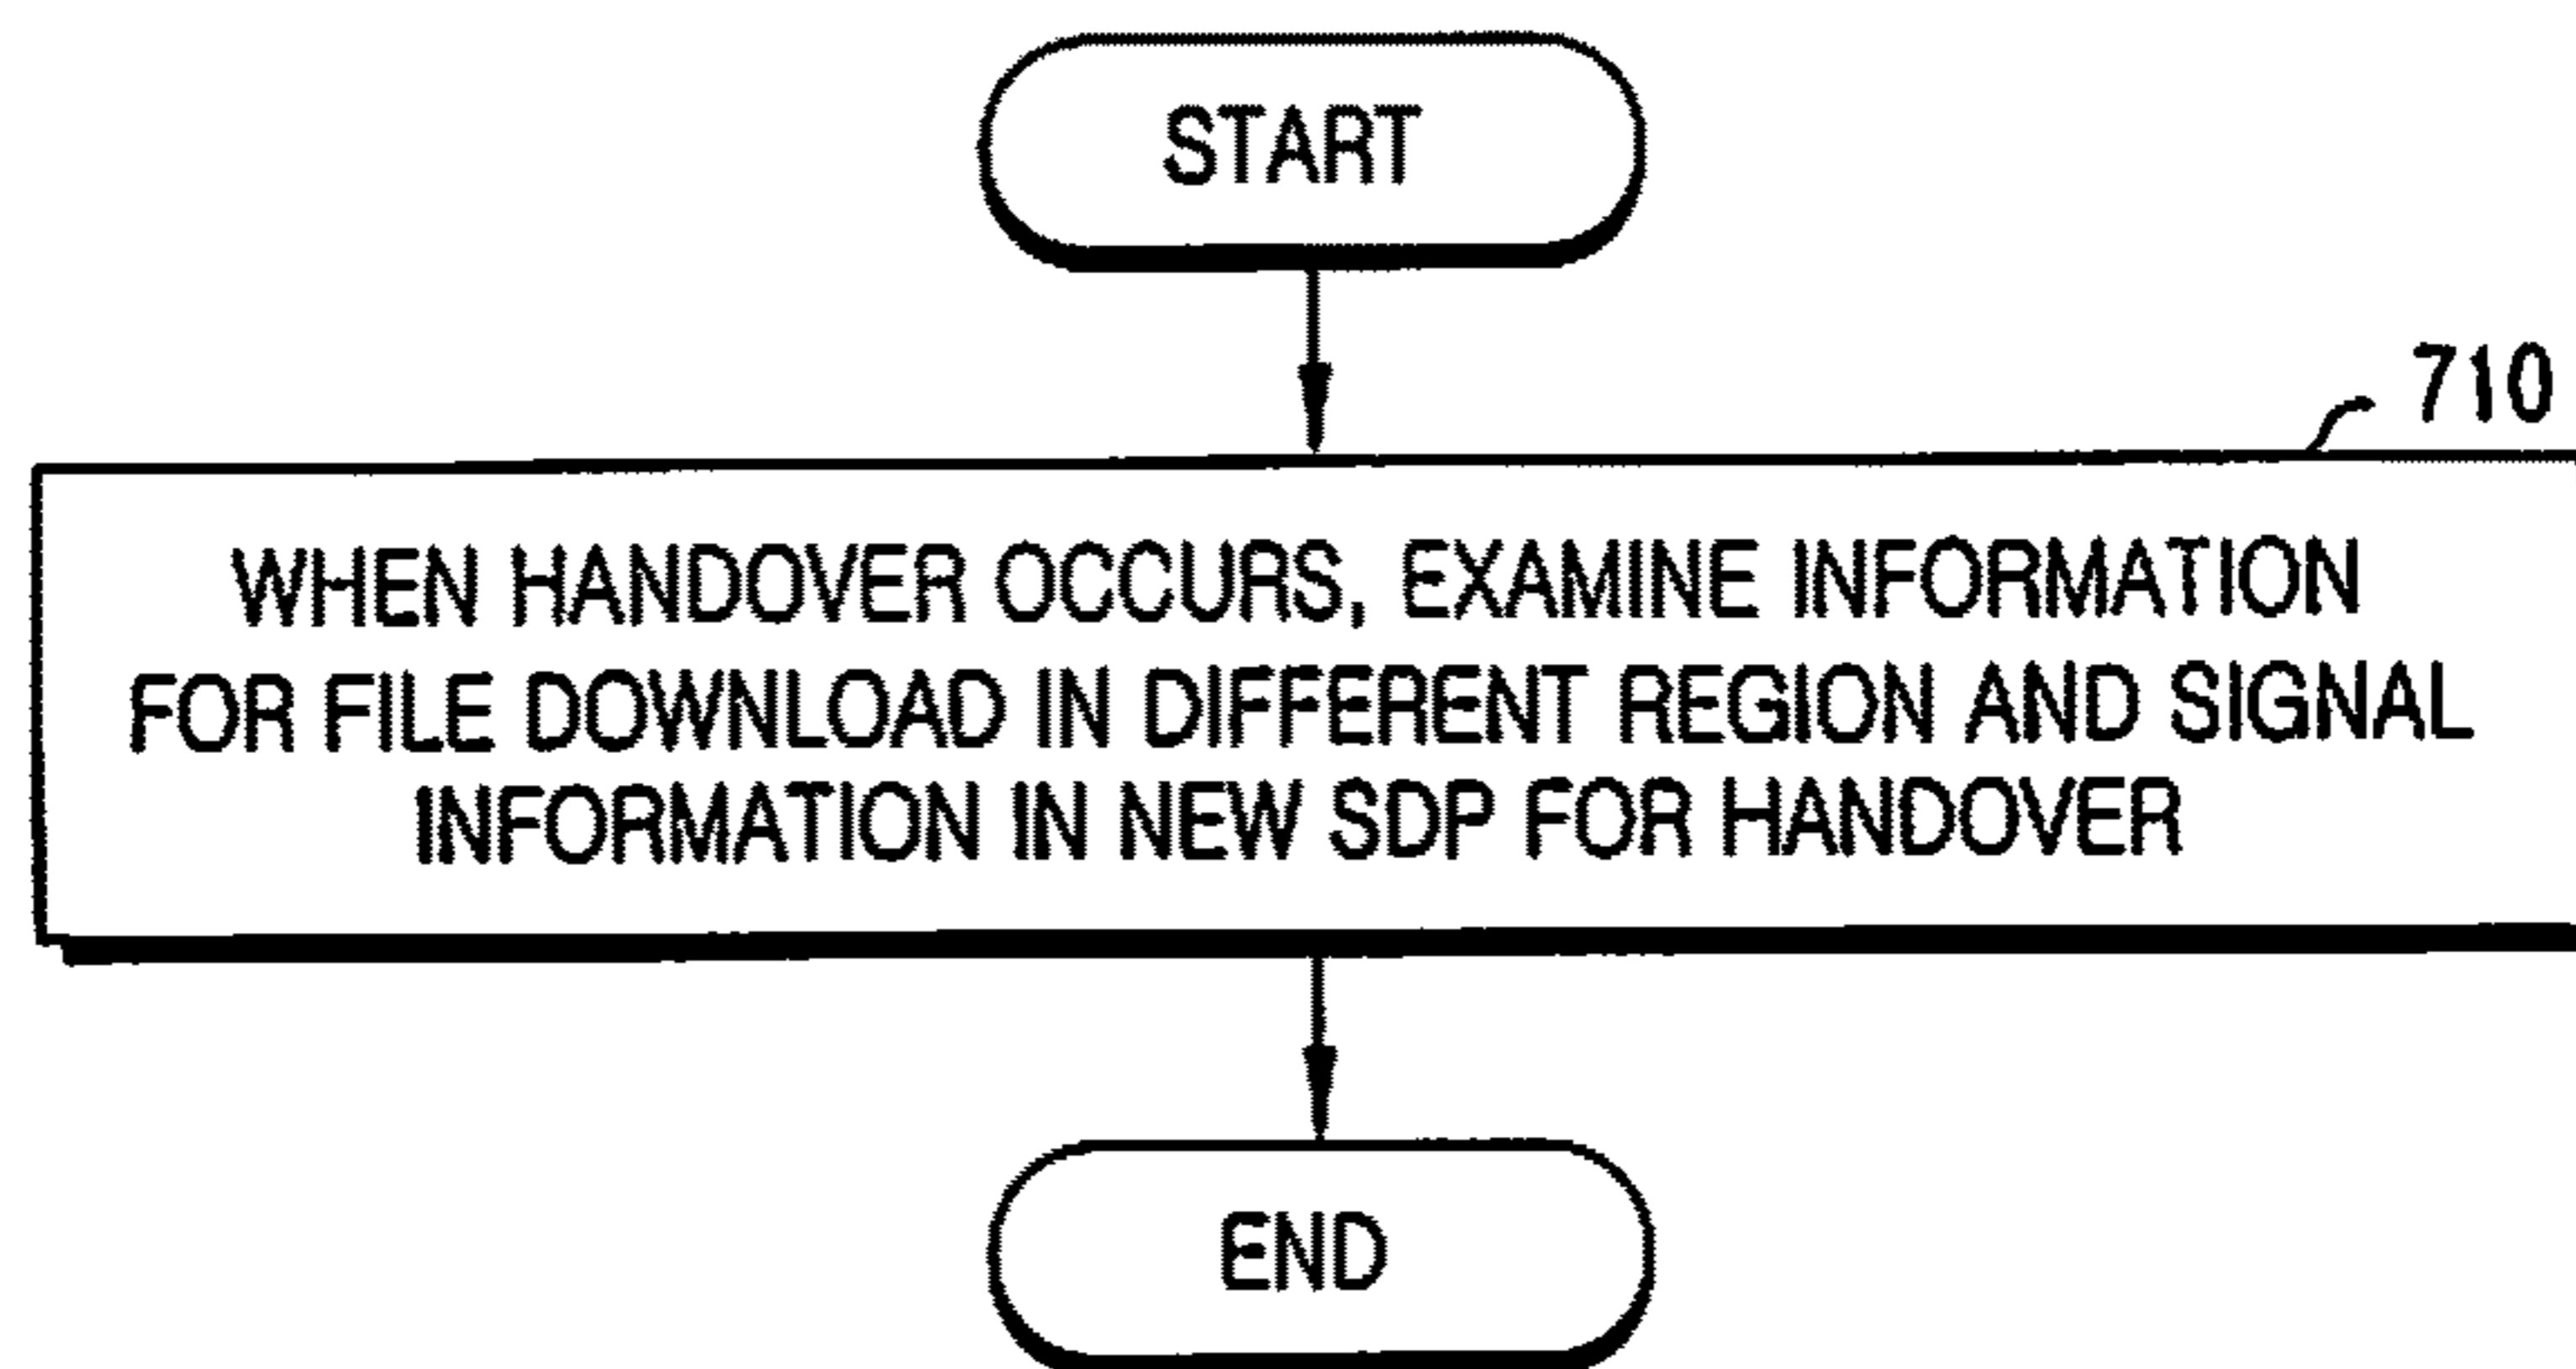 START
710
WHEN HANDOVER OCCURS, EXAMINE INFORMATION
FOR FILE DOWNLOAD IN DIFFERENT REGION AND SIGNAL
INFORMATION IN NEW SDP FOR HANDOVER
END